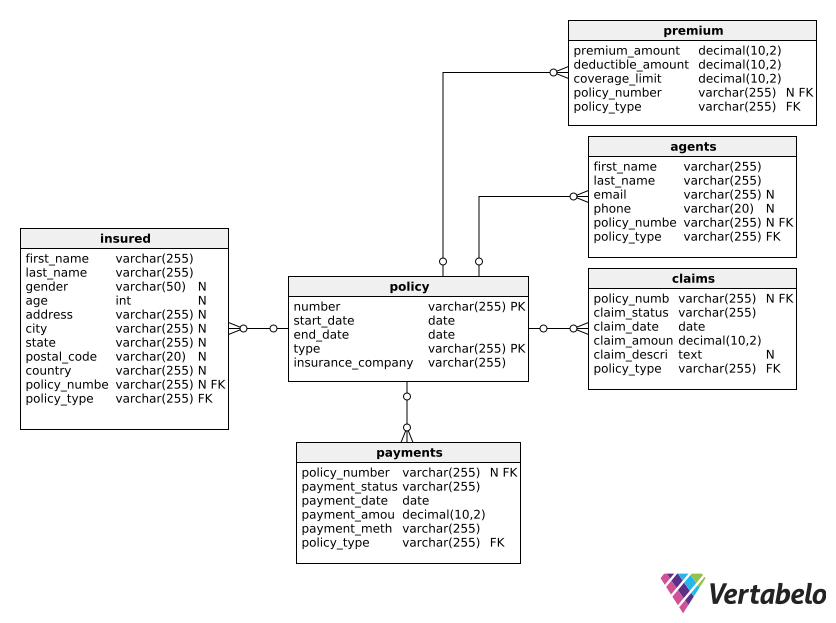 premium
premium_amount decimal(10,2)
deductible_amount decimal(10,2)
coverage_limit decimal(10,2)
policy_number varchar(255) N FK
policy_type varchar(255) FK
agents
first_name varchar(255)
last_name varchar(255)
email varchar(255) N
phone varchar(20) N
policy_numbe varchar(255) N FK
policy_type varchar(255) FK
insured
first_name varchar(255)
last_name varchar(255)
gender varchar(50) N
age int N
address varchar(255) N
city varchar(255) N
state varchar(255) N
postal_code varchar(20) N
country varchar(255) N
policy_numbe varchar(255) N FK
policy_type varchar(255) FK
policy
number varchar(255) PK
start_date date
end_date date
type varchar(255) PK
insurance_company varchar(255)
claims
policy_numb varchar(255) N FK
claim_status varchar(255)
claim_date date
claim_amoun decimal(10,2)
claim_descri text N
policy_type varchar(255) FK
payments
policy_number varchar(255) N FK
payment_status varchar(255)
payment_date date
payment_amou decimal(10,2)
payment_meth varchar(255)
policy_type varchar(255) FK
Vertabelo